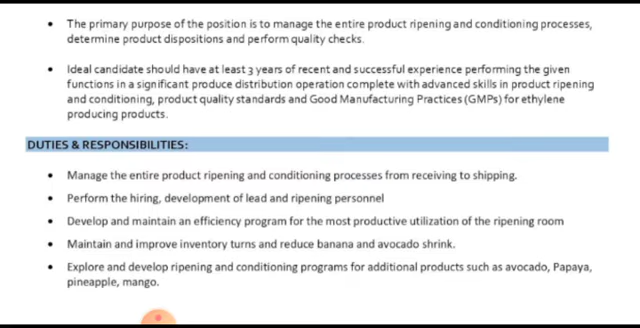 • The primary purpose of the position is to manage the entire product ripening and conditioning processes,
determine product dispositions and perform quality checks.
• Ideal candidate should have at least 3 years of recent and successful experience performing the given
functions in a significant produce distribution operation complete with advanced skills in product ripening
and conditioning, product quality standards and Good Manufacturing Practices (GMPs) for ethylene
producing products.
DUTIES & RESPONSIBILITIES:
• Manage the entire product ripening and conditioning processes from receiving to shipping.
• Perform the hiring, development of lead and ripening personnel
• Develop and maintain an efficiency program for the most productive utilization of the ripening room
• Maintain and improve inventory turns and reduce banana and avocado shrink.
• Explore and develop ripening and conditioning programs for additional products such as avocado, Papaya,
pineapple, mango.